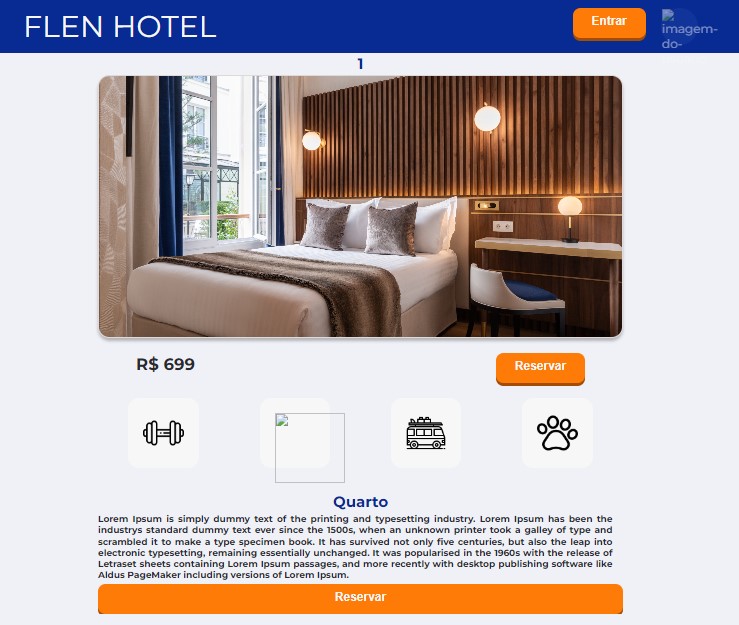 FLEN HOTEL
Entrar
imagem-
do-
1
R$ 699
Reservar
Quarto
Lorem Ipsum is simply dummy text of the printing and typesetting industry. Lorem Ipsum has been the
industrys standard dummy text ever since the 1500s, when an unknown printer took a galley of type and
scrambled it to make a type specimen book. It has survived not only five centuries, but also the leap into
electronic typesetting, remaining essentially unchanged. It was popularised in the 1960s with the release of
Letraset sheets containing Lorem Ipsum passages, and more recently with desktop publishing software like
Aldus PageMaker including versions of Lorem Ipsum.
Reservar